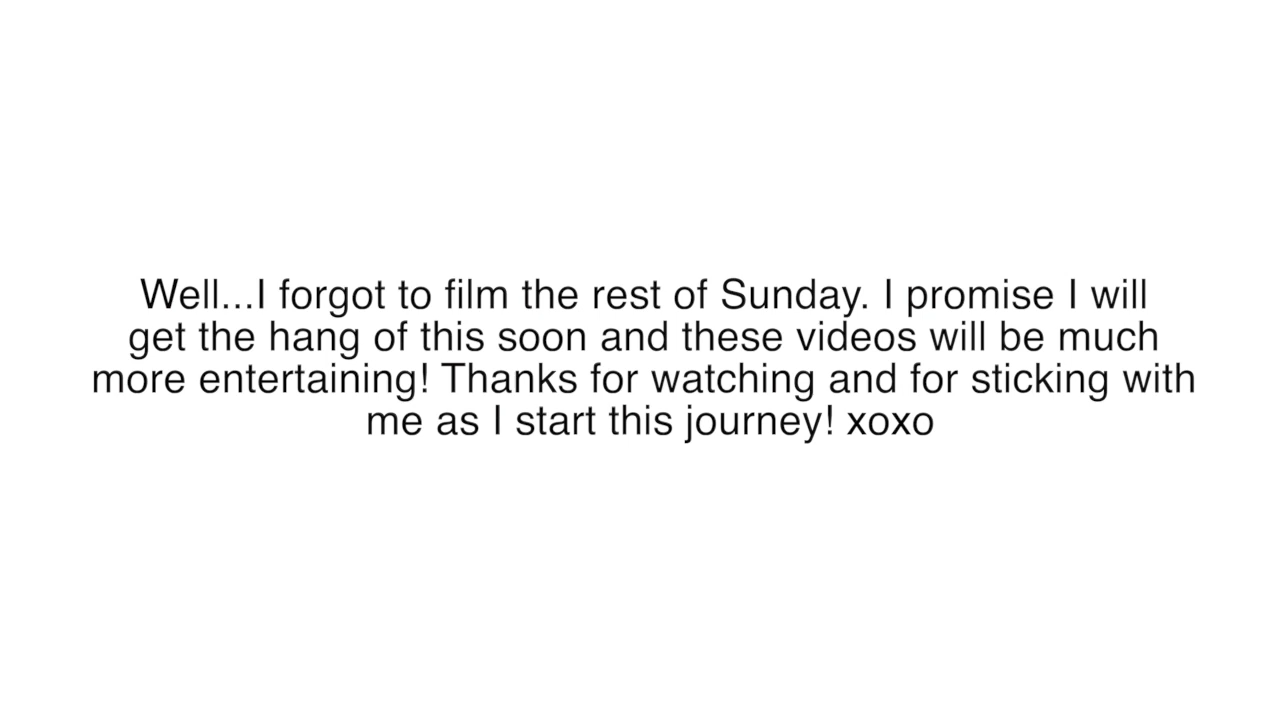 Well...I forgot to film the rest of Sunday. I promise I will
get the hang of this soon and these videos will be much
more entertaining! Thanks for watching and for sticking with
me as I start this journey! xoxo